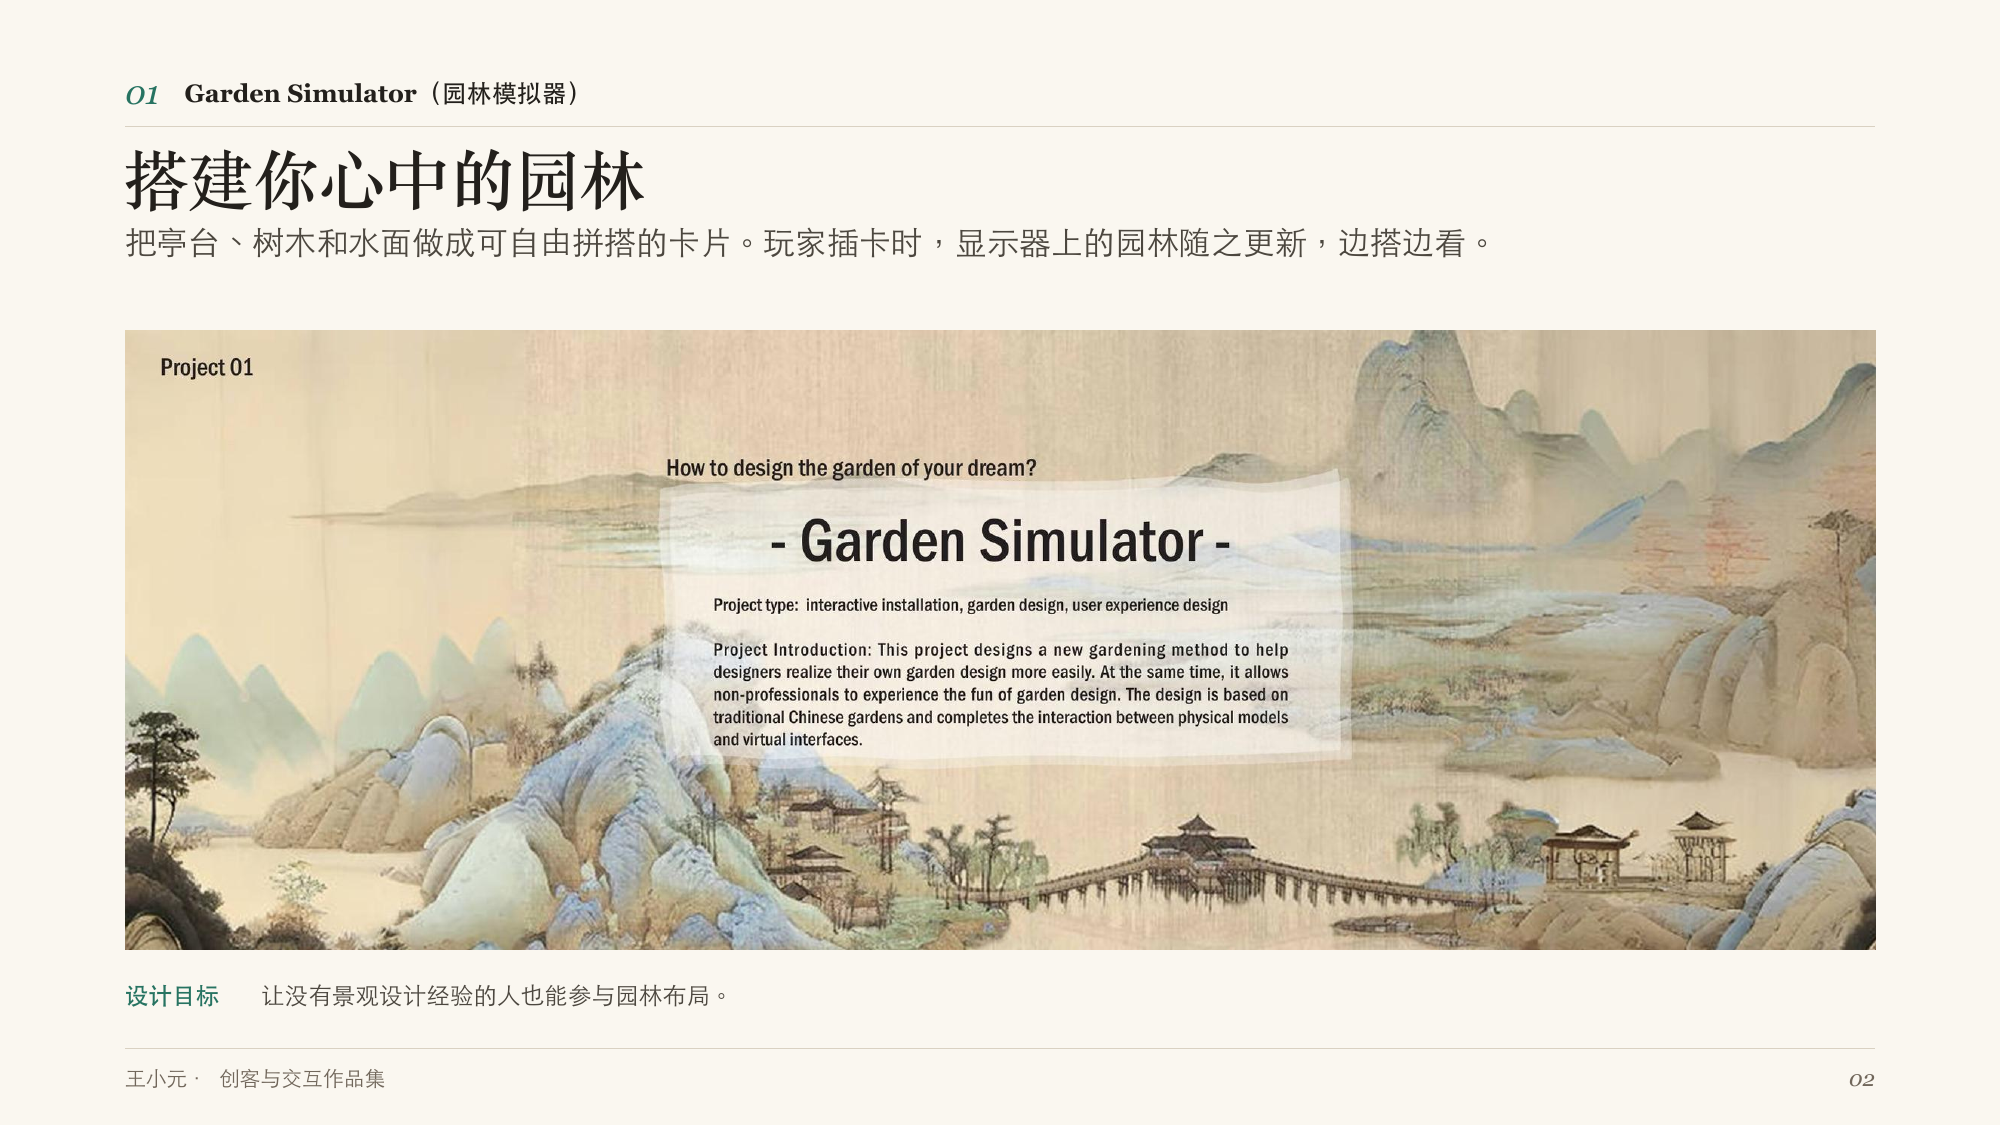 01 Garden Simulator（园林模拟器）
搭建你心中的园林
把亭台、树木和水面做成可自由拼搭的卡片。玩家插卡时，显示器上的园林随之更新，边搭边看。
Project 01
How to design the garden of your dream?
- Garden Simulator -
Project type: interactive installation, garden design, user experience design
Project Introduction: This project designs a new gardening method to help
designers realize their own garden design more easily. At the same time, it allows
non-professionals to experience the fun of garden design. The design is based on
traditional Chinese gardens and completes the interaction between physical models
and virtual interfaces.
设计目标 让没有景观设计经验的人也能参与园林布局。
王小元 · 创客与交互作品集
02